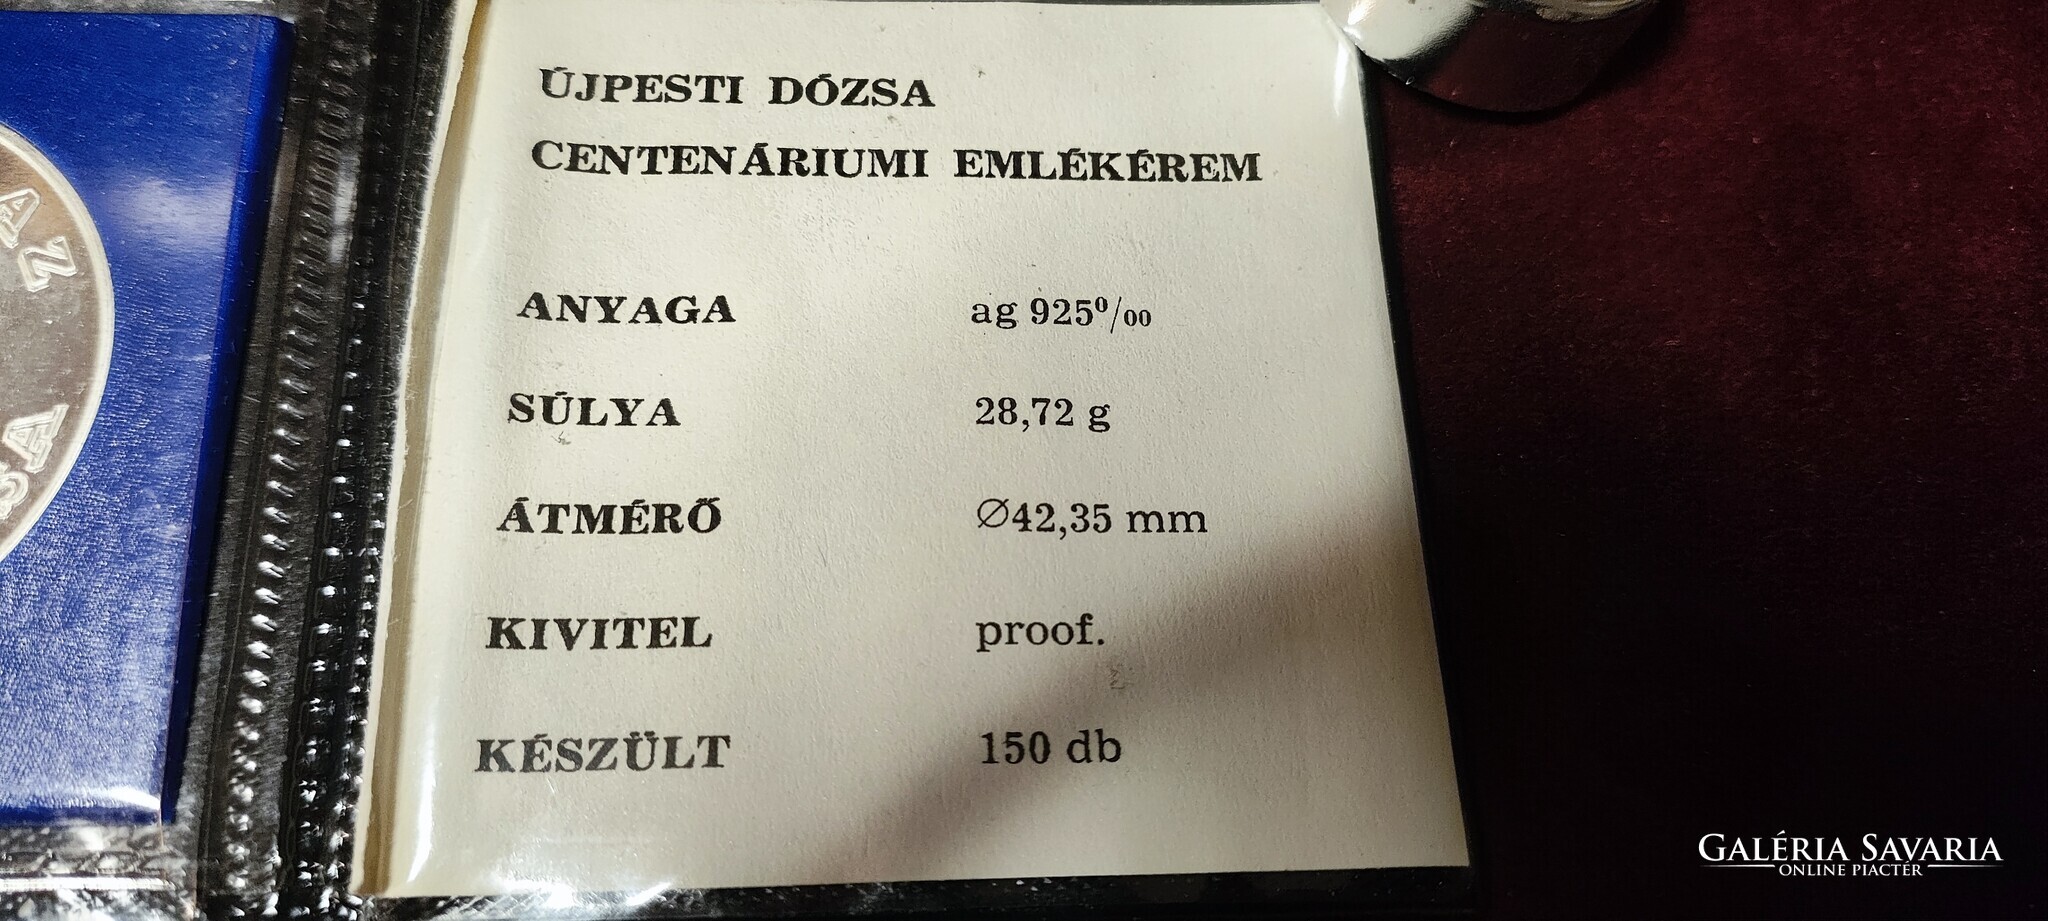 ÚJPESTI DÓZSA
CENTENÁRIUMI EMLÉKÉREM
ANYAGA ag 925⁰/₀₀
SÚLYA 28,72 g
ÁTMÉRŐ ∅42,35 mm
KIVITEL proof.
KÉSZÜLT 150 db
AZ
GALÉRIA SAVARIA
ONLINE PIACTÉR